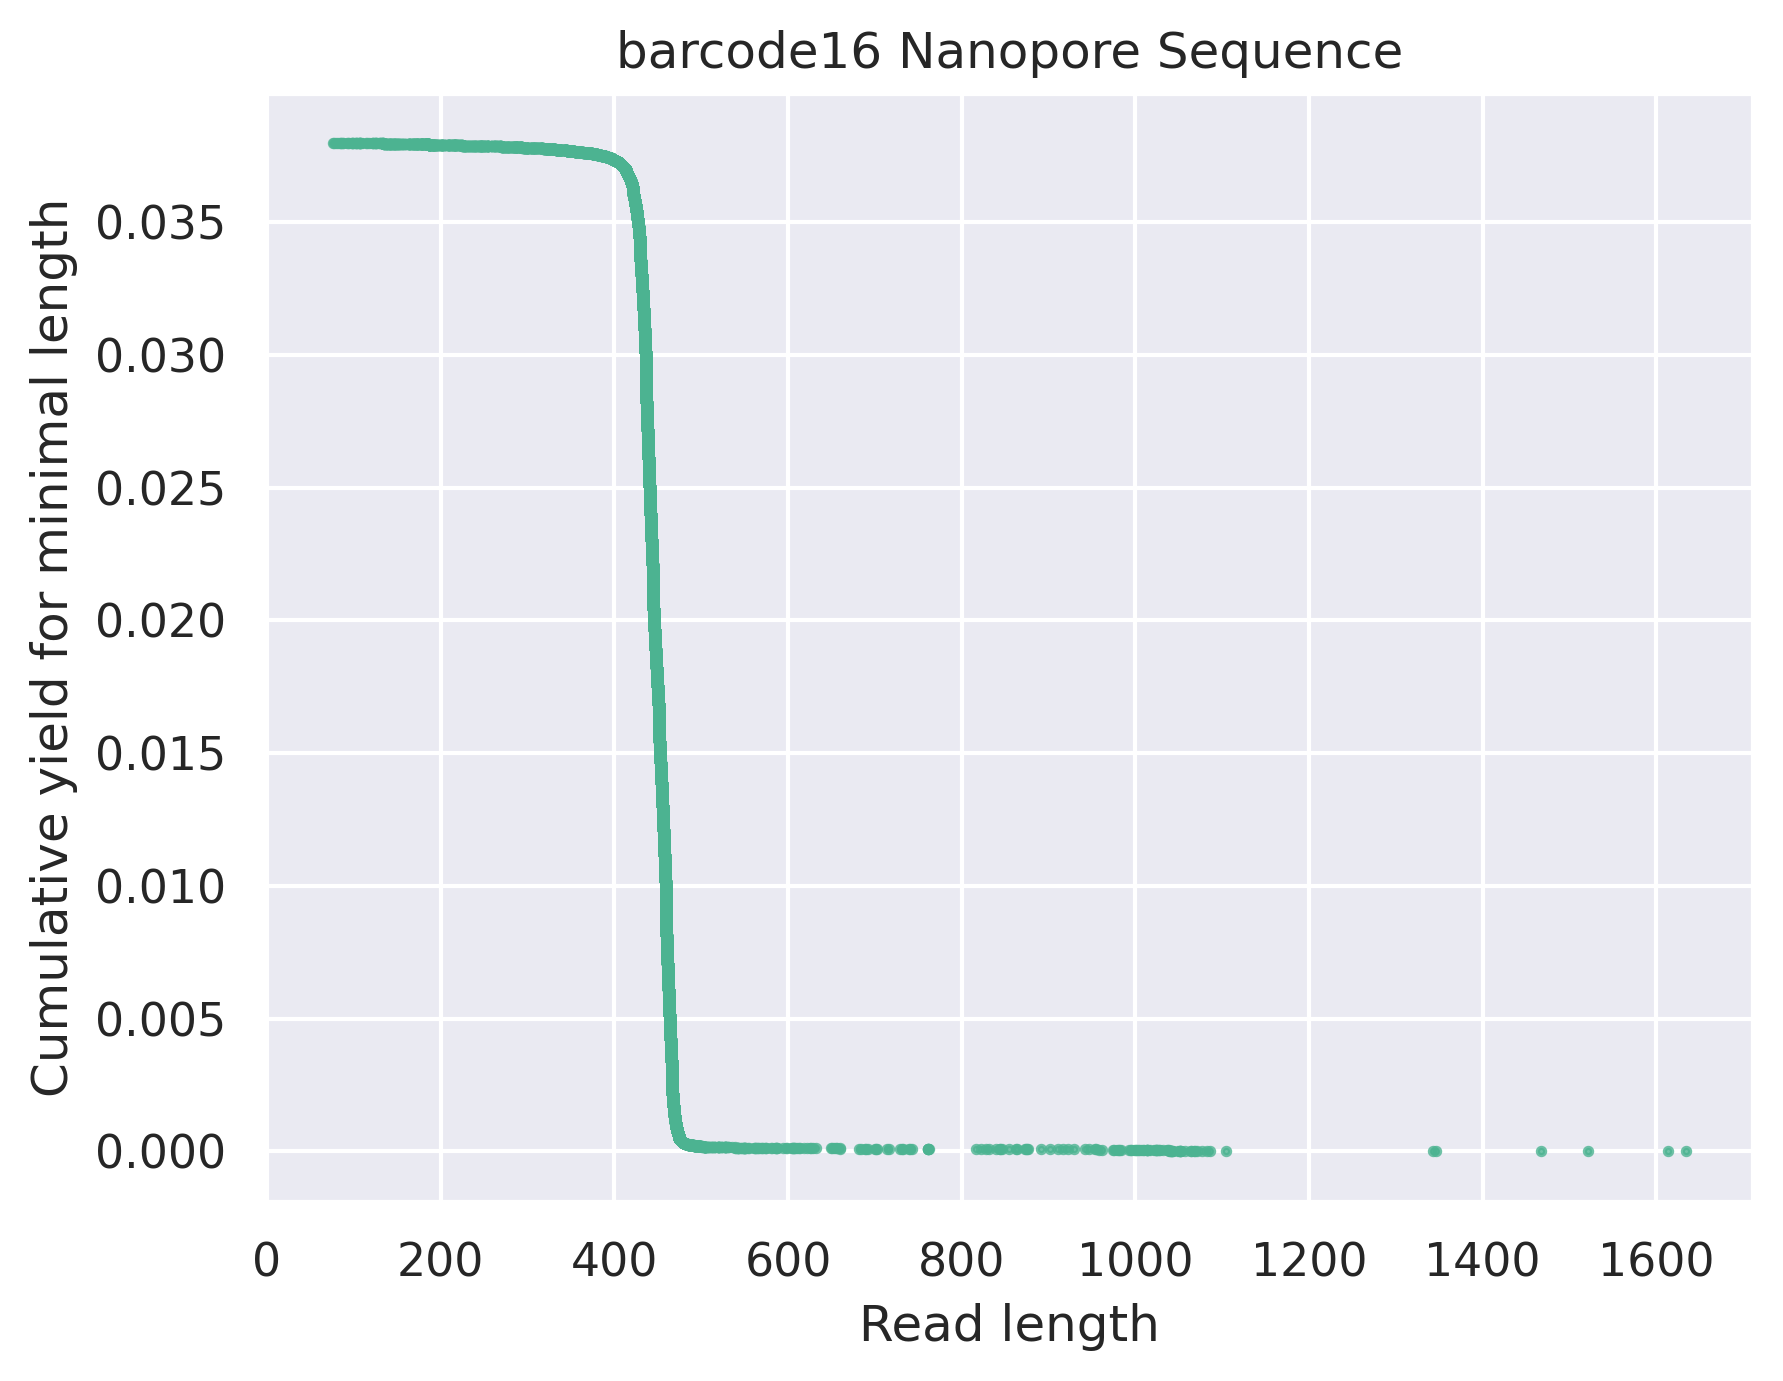 barcode16 Nanopore Sequence
Cumulative yield for minimal length
0.035
0.030
0.025
0.020
0.015
0.010
0.005
0.000
0 200 400 600 800 1000 1200 1400 1600
Read length